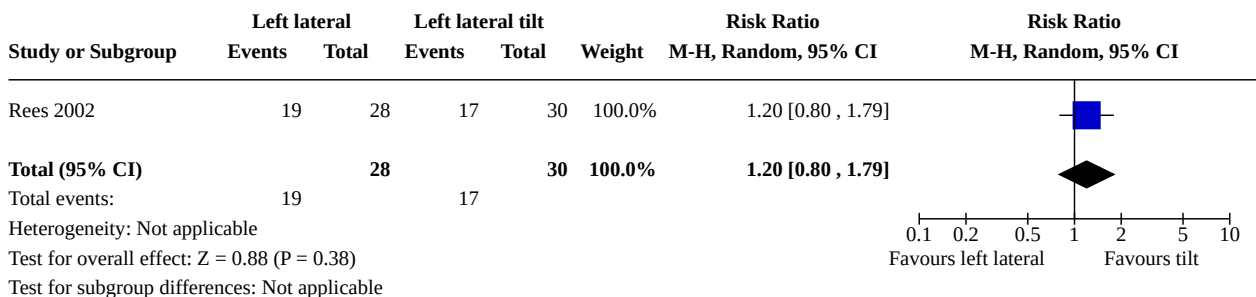 Left lateral Left lateral tilt Risk Ratio Risk Ratio
Study or Subgroup Events Total Events Total Weight M-H, Random, 95% CI M-H, Random, 95% CI
Rees 2002 19 28 17 30 100.0% 1.20 [0.80 , 1.79]
Total (95% CI) 28 30 100.0% 1.20 [0.80 , 1.79]
Total events: 19 17
Heterogeneity: Not applicable
0.1 0.2 0.5 1 2 5 10
Test for overall effect: Z = 0.88 (P = 0.38)
Favours left lateral Favours tilt
Test for subgroup differences: Not applicable